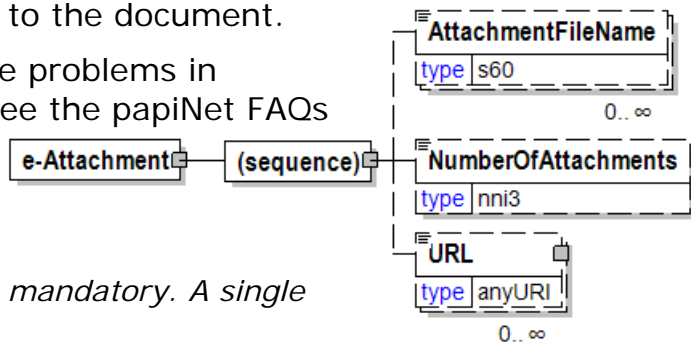 to the document.
e problems in
ee the papiNet FAQs
mandatory. A single
e-Attachment
(sequence)
AttachmentFileName
type s60
0.. ∞
NumberOfAttachments
type nni3
URL
type anyURI
0.. ∞